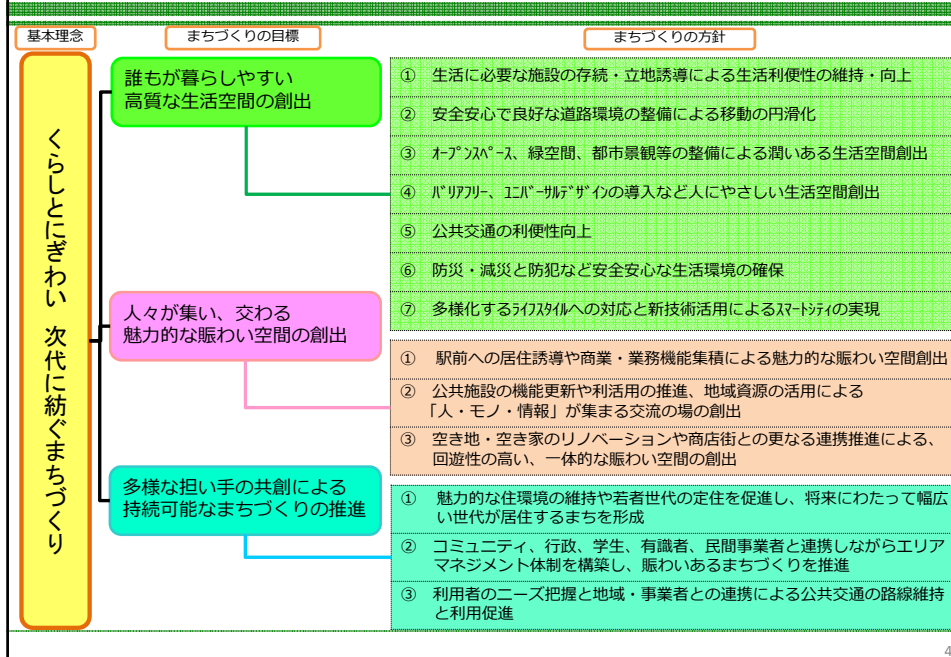 基本理念
まちづくりの目標
まちづくりの方針
くらしとにぎわい 次代に紡ぐまちづくり
誰もが暮らしやすい
高質な生活空間の創出
① 生活に必要な施設の存続・立地誘導による生活利便性の維持・向上
② 安全安心で良好な道路環境の整備による移動の円滑化
③ ｵｰﾌﾟﾝｽﾍﾟｰｽ、緑空間、都市景観等の整備による潤いある生活空間創出
④ ﾊﾞﾘｱﾌﾘｰ、ﾕﾆﾊﾞｰｻﾙﾃﾞｻﾞｲﾝの導入など人にやさしい生活空間創出
⑤ 公共交通の利便性向上
⑥ 防災・減災と防犯など安全安心な生活環境の確保
⑦ 多様化するﾗｲﾌｽﾀｲﾙへの対応と新技術活用によるｽﾏｰﾄｼﾃｨの実現
人々が集い、交わる
魅力的な賑わい空間の創出
① 駅前への居住誘導や商業・業務機能集積による魅力的な賑わい空間創出
② 公共施設の機能更新や利活用の推進、地域資源の活用による
「人・モノ・情報」が集まる交流の場の創出
③ 空き地・空き家のリノベーションや商店街との更なる連携推進による、
回遊性の高い、一体的な賑わい空間の創出
多様な担い手の共創による
持続可能なまちづくりの推進
① 魅力的な住環境の維持や若者世代の定住を促進し、将来にわたって幅広
い世代が居住するまちを形成
② コミュニティ、行政、学生、有識者、民間事業者と連携しながらエリア
マネジメント体制を構築し、賑わいあるまちづくりを推進
③ 利用者のニーズ把握と地域・事業者との連携による公共交通の路線維持
と利用促進
4